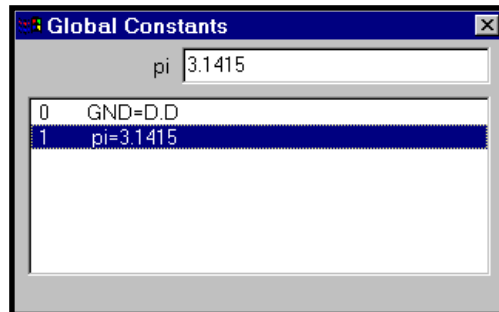 Global Constants
pi 3.1415
0 GND=D.D
1 pi=3.1415